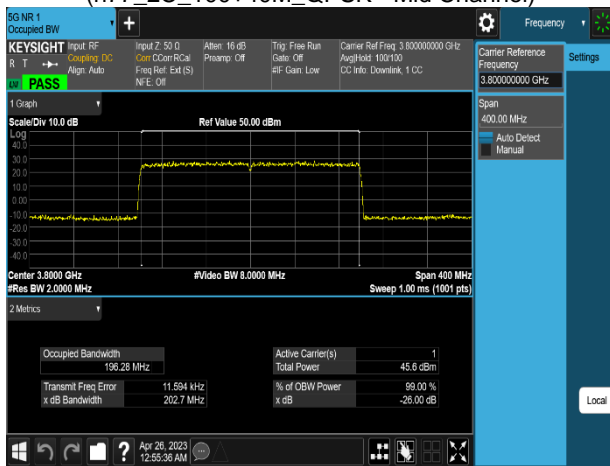 5G NR 1
Occupied BW
Frequency
KEYSIGHT
R T
PASS
Input: RF
Coupling: DC
Align: Auto
Input Z: 50 Ω
Corr CCorr RCal
Freq Ref: Ext (S)
NFE: Off
Atten: 16 dB
Preamp: Off
Trig: Free Run
Gate: Off
#IF Gain: Low
Carrier Ref Freq: 3.800000000 GHz
Avg|Hold: 100/100
CC Info: Downlink, 1 CC
Carrier Reference
Frequency
3.800000000 GHz
Span
400.00 MHz
Auto Detect
Manual
Settings
Local
1 Graph
Scale/Div 10.0 dB
Ref Value 50.00 dBm
Log
40.0
30.0
20.0
10.0
0.00
-10.0
-20.0
-30.0
-40.0
Center 3.8000 GHz
#Video BW 8.0000 MHz
Span 400 MHz
#Res BW 2.0000 MHz
Sweep 1.00 ms (1001 pts)
2 Metrics
Occupied Bandwidth
196.28 MHz
Active Carrier(s) 1
Total Power 45.6 dBm
Transmit Freq Error 11.594 kHz
x dB Bandwidth 202.7 MHz
% of OBW Power 99.00 %
x dB -26.00 dB
?
Apr 26, 2023
12:55:36 AM